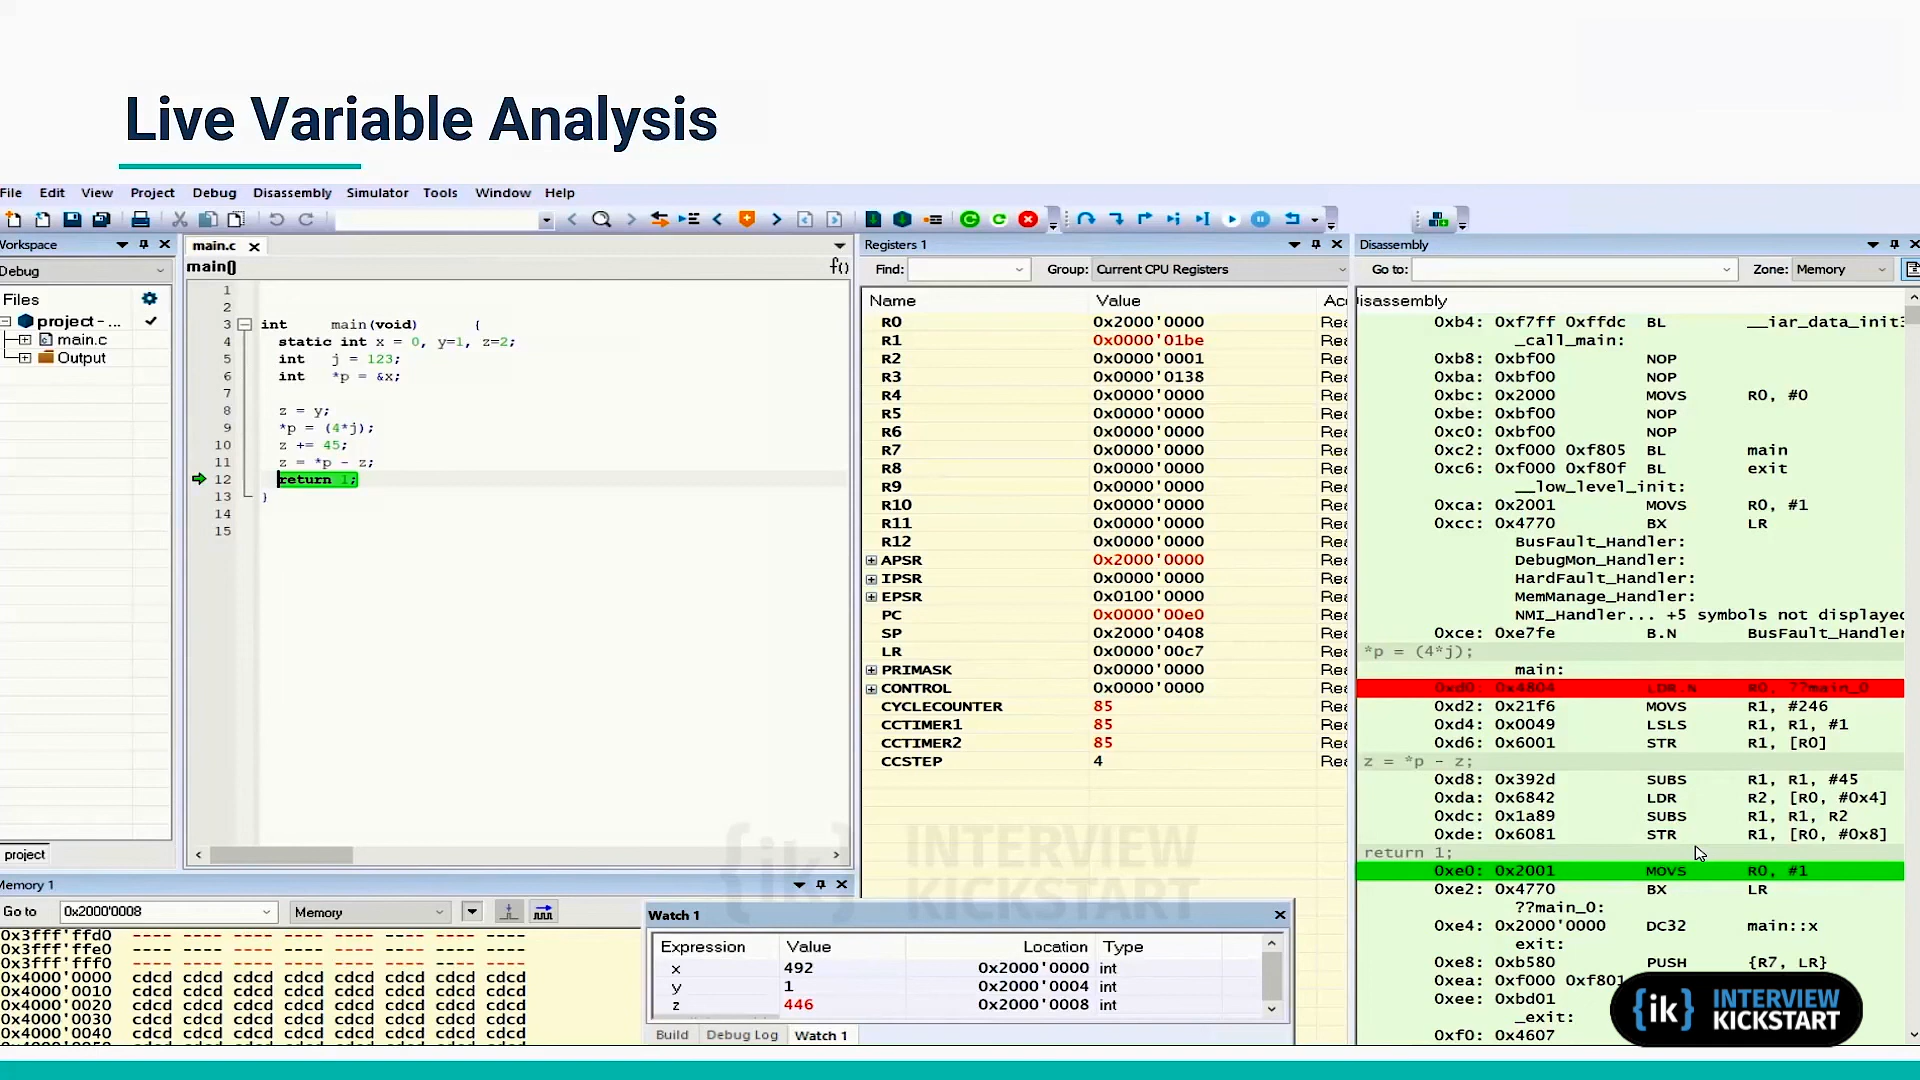 Live Variable Analysis
File Edit View Project Debug Disassembly Simulator Tools Window Help
Workspace
Debug
Files
project - ...
main.c
Output
project
main.c
main()
f()
1
2
3 int main(void) {
4 static int x = 0, y=1, z=2;
5 int j = 123;
6 int *p = &x;
7
8 z = y;
9 *p = (4*j);
10 z += 45;
11 z = *p - z;
12 return 1;
13 }
14
15
Registers 1
Find: Group: Current CPU Registers
Name Value
R0 0x2000'0000
R1 0x0000'01be
R2 0x0000'0001
R3 0x0000'0138
R4 0x0000'0000
R5 0x0000'0000
R6 0x0000'0000
R7 0x0000'0000
R8 0x0000'0000
R9 0x0000'0000
R10 0x0000'0000
R11 0x0000'0000
R12 0x0000'0000
APSR 0x2000'0000
IPSR 0x0000'0000
EPSR 0x0100'0000
PC 0x0000'00e0
SP 0x2000'0408
LR 0x0000'00c7
PRIMASK 0x0000'0000
CONTROL 0x0000'0000
CYCLECOUNTER 85
CCTIMER1 85
CCTIMER2 85
CCSTEP 4
Disassembly
Go to: Zone: Memory
isassembly
0xb4: 0xf7ff 0xffdc BL __iar_data_init3
_call_main:
0xb8: 0xbf00 NOP
0xba: 0xbf00 NOP
0xbc: 0x2000 MOVS R0, #0
0xbe: 0xbf00 NOP
0xc0: 0xbf00 NOP
0xc2: 0xf000 0xf805 BL main
0xc6: 0xf000 0xf80f BL exit
__low_level_init:
0xca: 0x2001 MOVS R0, #1
0xcc: 0x4770 BX LR
BusFault_Handler:
DebugMon_Handler:
HardFault_Handler:
MemManage_Handler:
NMI_Handler... +5 symbols not displayed
0xce: 0xe7fe B.N BusFault_Handler
*p = (4*j);
main:
0xd0: 0x4804 LDR.N R0, ??main_0
0xd2: 0x21f6 MOVS R1, #246
0xd4: 0x0049 LSLS R1, R1, #1
0xd6: 0x6001 STR R1, [R0]
z = *p - z;
0xd8: 0x392d SUBS R1, R1, #45
0xda: 0x6842 LDR R2, [R0, #0x4]
0xdc: 0x1a89 SUBS R1, R1, R2
0xde: 0x6081 STR R1, [R0, #0x8]
return 1;
0xe0: 0x2001 MOVS R0, #1
0xe2: 0x4770 BX LR
??main_0:
0xe4: 0x2000'0000 DC32 main::x
exit:
0xe8: 0xb580 PUSH {R7, LR}
0xea: 0xf000 0xf801
0xee: 0xbd01
_exit:
0xf0: 0x4607
Memory 1
Go to 0x2000'0008 Memory
0x3fff'ffd0 ---- ---- ---- ---- ---- ---- ---- ----
0x3fff'ffe0 ---- ---- ---- ---- ---- ---- ---- ----
0x3fff'fff0 ---- ---- ---- ---- ---- ---- ---- ----
0x4000'0000 cdcd cdcd cdcd cdcd cdcd cdcd cdcd cdcd
0x4000'0010 cdcd cdcd cdcd cdcd cdcd cdcd cdcd cdcd
0x4000'0020 cdcd cdcd cdcd cdcd cdcd cdcd cdcd cdcd
0x4000'0030 cdcd cdcd cdcd cdcd cdcd cdcd cdcd cdcd
0x4000'0040 cdcd cdcd cdcd cdcd cdcd cdcd cdcd cdcd
Watch 1
Expression Value Location Type
x 492 0x2000'0000 int
y 1 0x2000'0004 int
z 446 0x2000'0008 int
Build Debug Log Watch 1
{ik} INTERVIEW
KICKSTART
{ik} INTERVIEW
KICKSTART